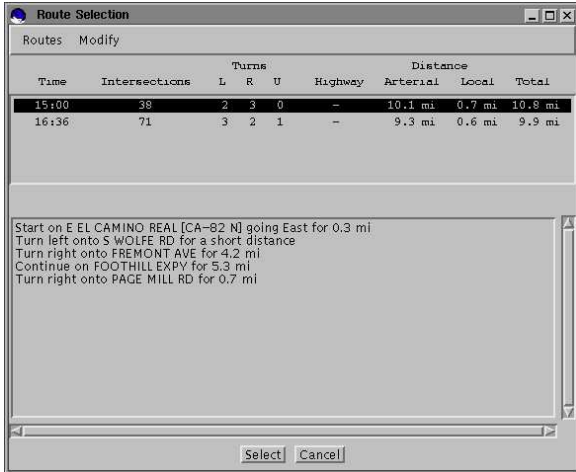 Route Selection
Routes Modify
Turns Distance
Time Intersections L R U Highway Arterial Local Total
15:00 38 2 3 0 – 10.1 mi 0.7 mi 10.8 mi
16:36 71 3 2 1 – 9.3 mi 0.6 mi 9.9 mi
Start on E EL CAMINO REAL [CA-82 N] going East for 0.3 mi
Turn left onto S WOLFE RD for a short distance
Turn right onto FREMONT AVE for 4.2 mi
Continue on FOOTHILL EXPY for 5.3 mi
Turn right onto PAGE MILL RD for 0.7 mi
Select Cancel